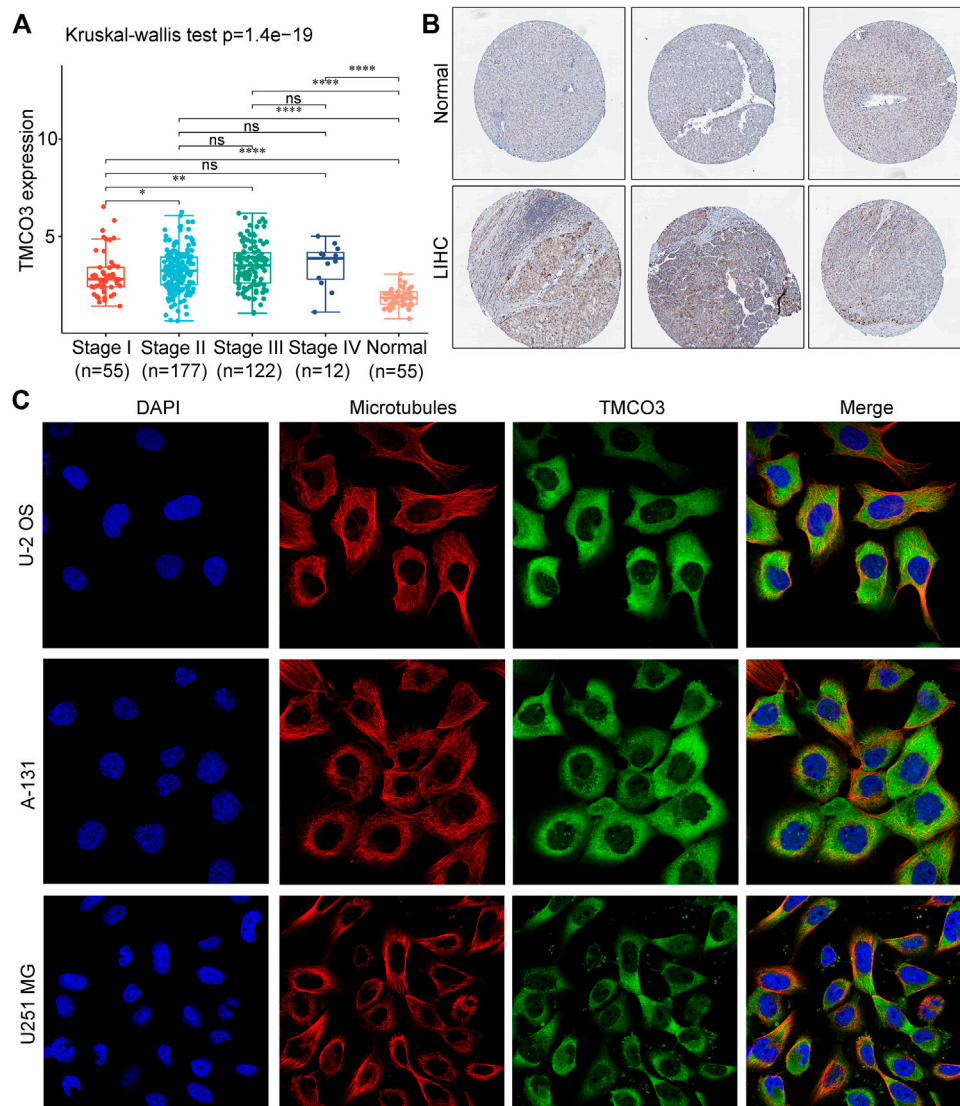 A
Kruskal-wallis test p=1.4e−19
TMCO3 expression
10
5
****
****
ns
****
ns
ns
****
ns
**
*
Stage I Stage II Stage III Stage IV Normal
(n=55) (n=177) (n=122) (n=12) (n=55)
B
Normal
LIHC
C
DAPI Microtubules TMCO3 Merge
U-2 OS
A-131
U251 MG